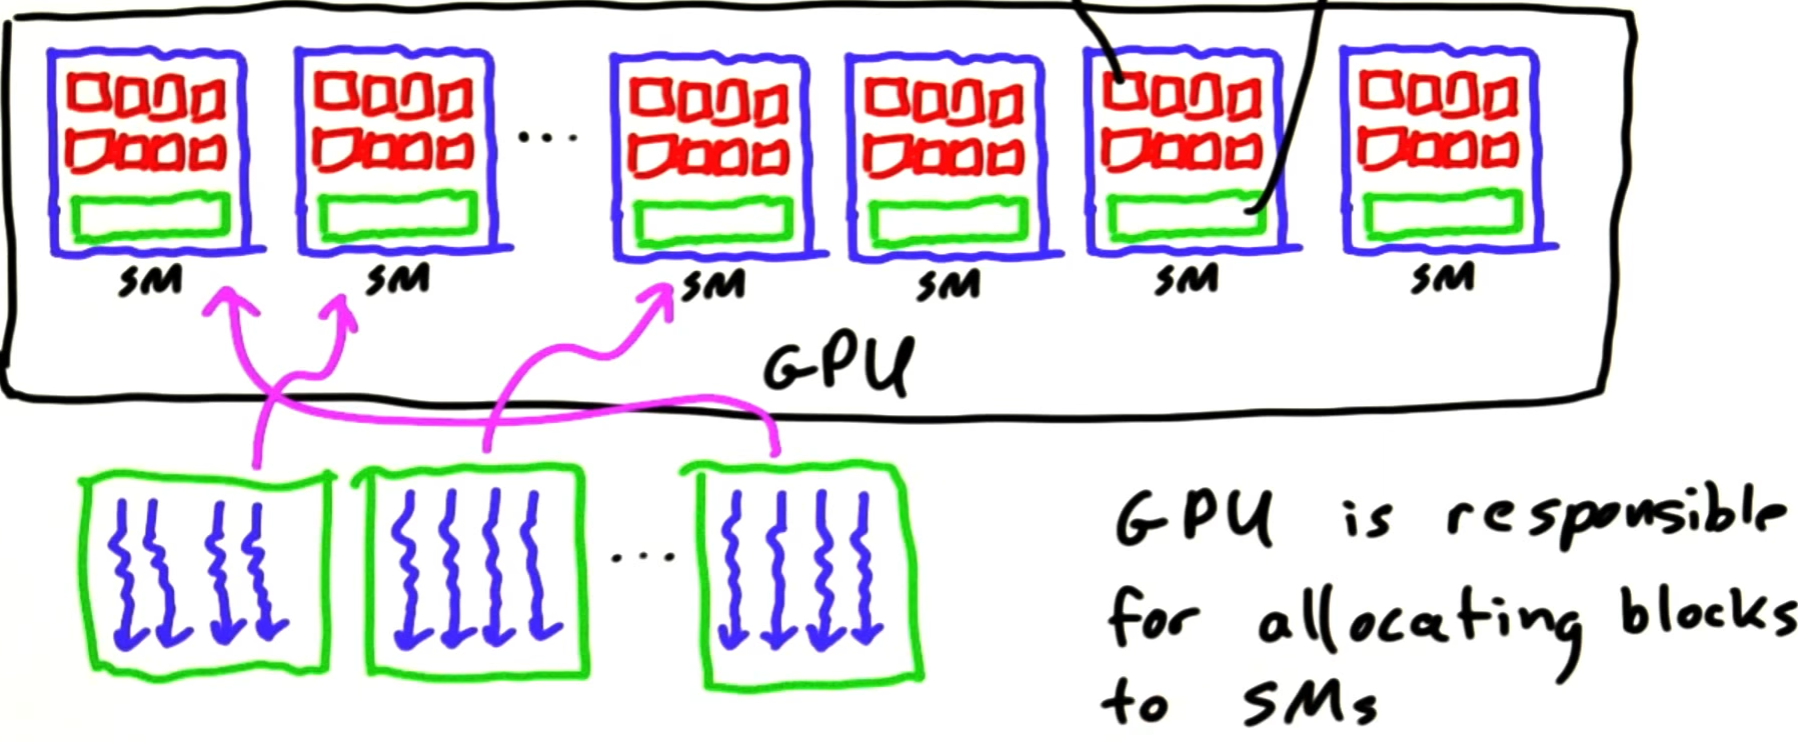 SM
SM
...
SM
SM
SM
SM
GPU
...
GPU is responsible
for allocating blocks
to SMs